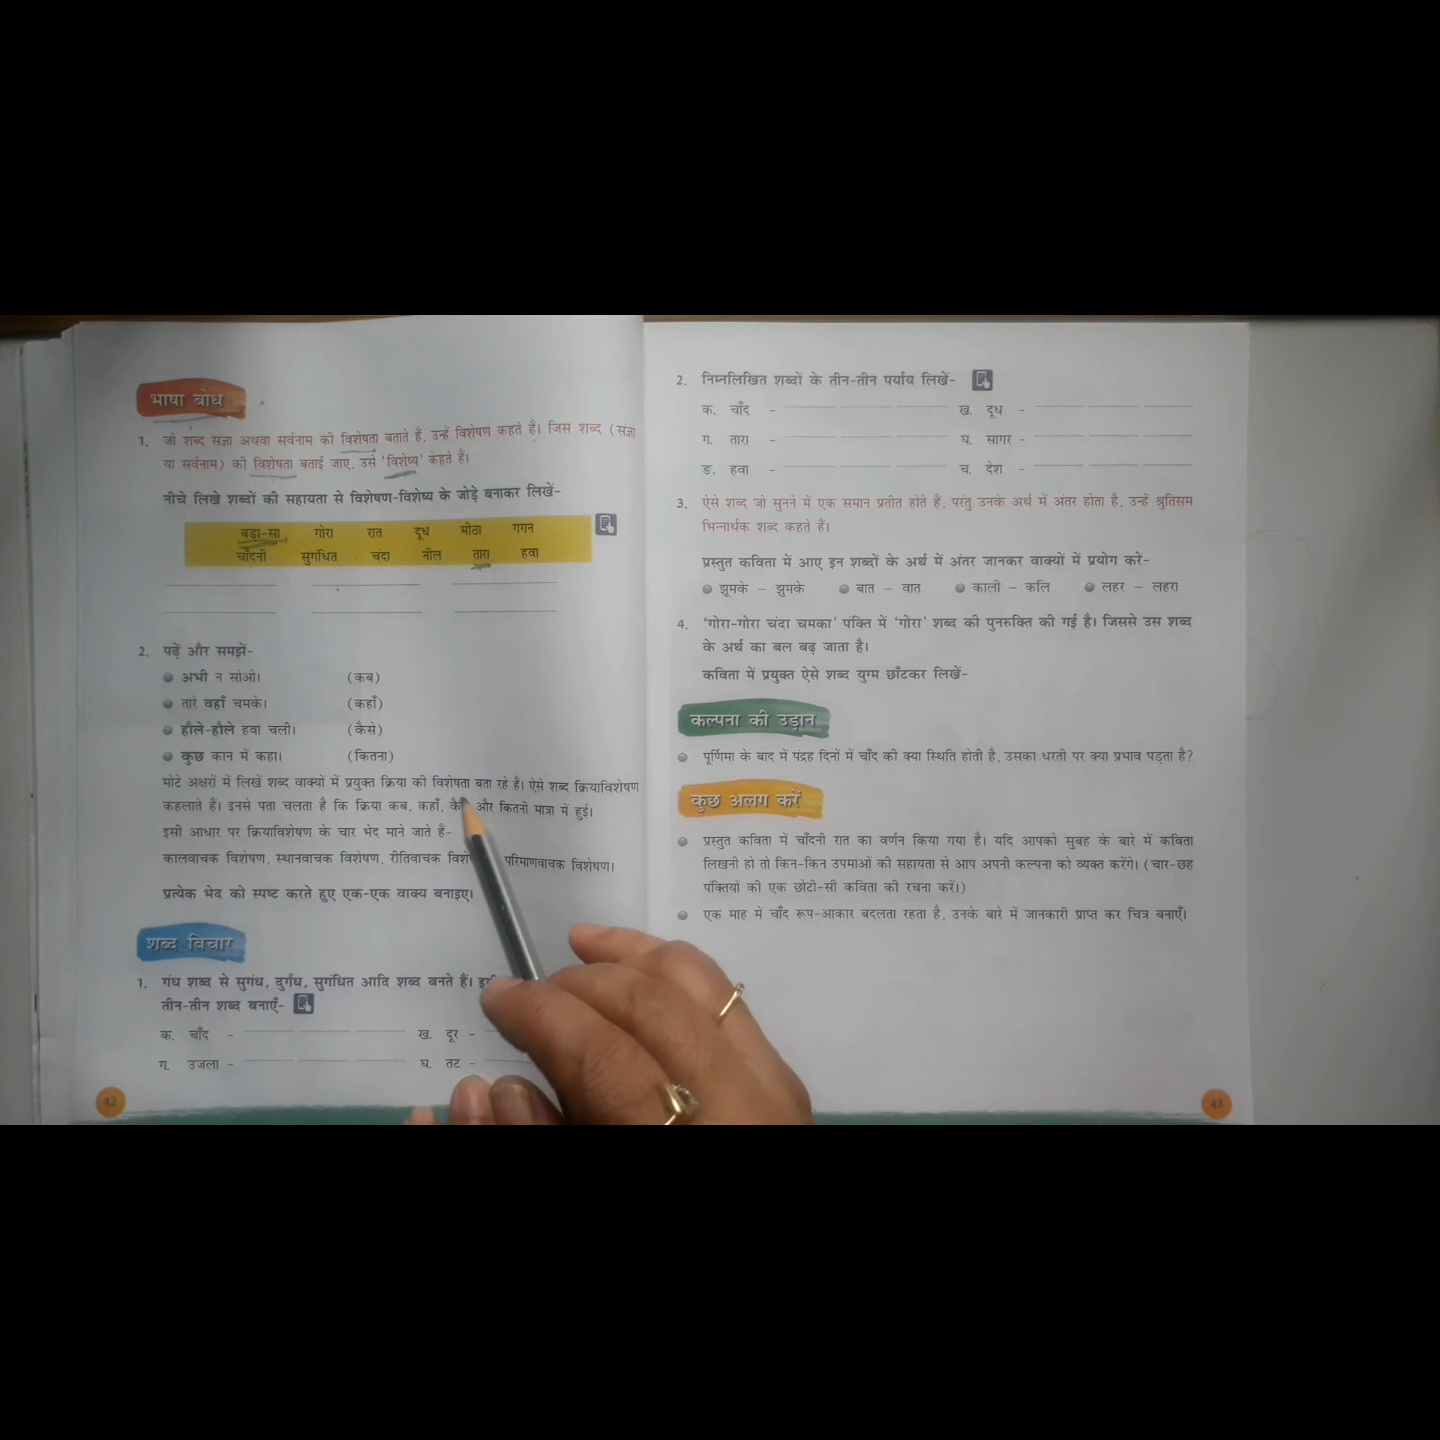 भाषा बोध
1. जो शब्द संज्ञा अथवा सर्वनाम की विशेषता बताते हैं, उन्हें विशेषण कहते हैं। जिस शब्द (संज्ञा
या सर्वनाम) की विशेषता बताई जाए, उसे 'विशेष्य' कहते हैं।
नीचे लिखे शब्दों की सहायता से विशेषण-विशेष्य के जोड़े बनाकर लिखें-
बड़ा-सा गोरा रात दूध मीठा गगन
चाँदनी सुगंधित चंदा नील तारा हवा
2. पढ़ें और समझें-
अभी न सोओ। (कब)
तारे वहाँ चमके। (कहाँ)
हौले-हौले हवा चली। (कैसे)
कुछ कान में कहा। (कितना)
मोटे अक्षरों में लिखें शब्द वाक्यों में प्रयुक्त क्रिया की विशेषता बता रहे हैं। ऐसे शब्द क्रियाविशेषण
कहलाते हैं। इनसे पता चलता है कि क्रिया कब, कहाँ, और कितनी मात्रा में हुई।
इसी आधार पर क्रियाविशेषण के चार भेद माने जाते हैं-
कालवाचक विशेषण, स्थानवाचक विशेषण, रीतिवाचक परिमाणवाचक विशेषण।
प्रत्येक भेद को स्पष्ट करते हुए एक-एक वाक्य बनाइए।
शब्द विचार
1. गंध शब्द से सुगंध, दुर्गंध, सुगंधित आदि शब्द बनते हैं।
तीन-तीन शब्द बनाएँ-
क. चाँद - ख. दूर -
ग. उजला - घ. तट -
42
2. निम्नलिखित शब्दों के तीन-तीन पर्याय लिखें-
क. चाँद - ख. दूध -
ग. तारा - घ. सागर -
ङ. हवा - च. देश -
3. ऐसे शब्द जो सुनने में एक समान प्रतीत होते हैं, परंतु उनके अर्थ में अंतर होता है, उन्हें श्रुतिसम
भिन्नार्थक शब्द कहते हैं।
प्रस्तुत कविता में आए इन शब्दों के अर्थ में अंतर जानकर वाक्यों में प्रयोग करें-
झूमके - झुमके बात - वात काली - कलि लहर - लहरा
4. 'गोरा-गोरा चंदा चमका' पंक्ति में 'गोरा' शब्द की पुनरुक्ति की गई है। जिससे उस शब्द
के अर्थ का बल बढ़ जाता है।
कविता में प्रयुक्त ऐसे शब्द युग्म छाँटकर लिखें-
कल्पना की उड़ान
पूर्णिमा के बाद में पंद्रह दिनों में चाँद की क्या स्थिति होती है, उसका धरती पर क्या प्रभाव पड़ता है?
कुछ अलग करें
प्रस्तुत कविता में चाँदनी रात का वर्णन किया गया है। यदि आपको सुबह के बारे में कविता
लिखनी हो तो किन-किन उपमाओं की सहायता से आप अपनी कल्पना को व्यक्त करेंगे। (चार-छह
पंक्तियों की एक छोटी-सी कविता की रचना करें।)
एक माह में चाँद रूप-आकार बदलता रहता है, उनके बारे में जानकारी प्राप्त कर चित्र बनाएँ।
43